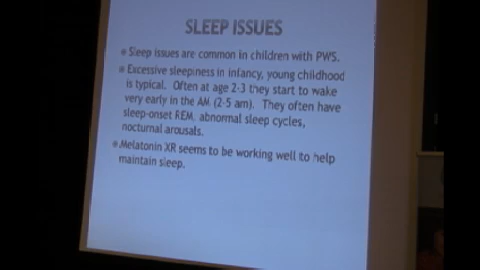 SLEEP ISSUES
Sleep issues are common in children with PWS.
Excessive sleepiness in infancy, young childhood
is typical. Often at age 2-3 they start to wake
very early in the AM (2-5 am). They often have
sleep-onset REM, abnormal sleep cycles,
nocturnal arousals.
Melatonin XR seems to be working well to help
maintain sleep.